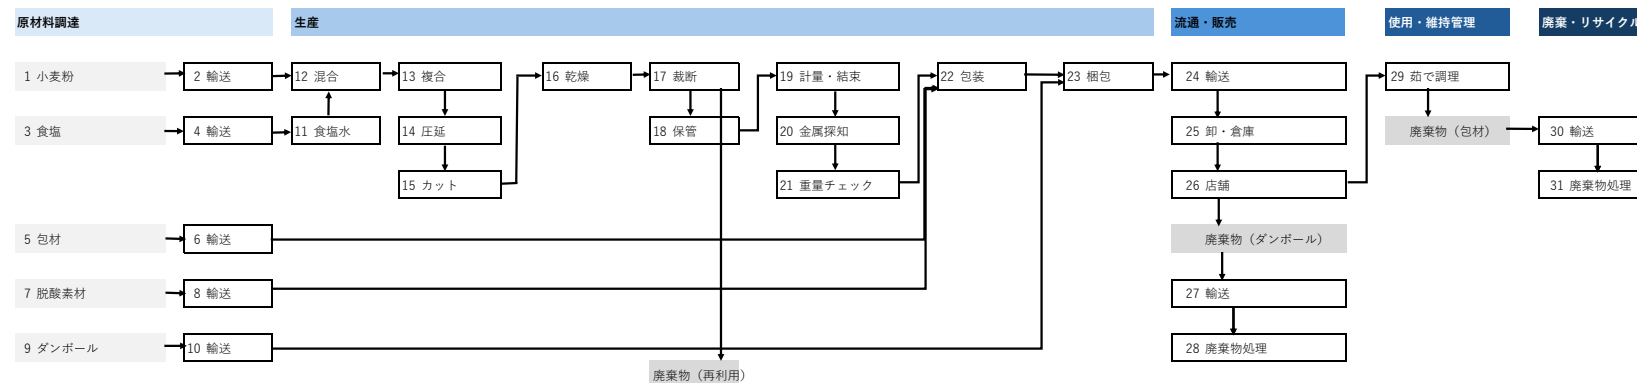 原材料調達
生産
流通・販売
使用・維持管理
廃棄・リサイクル
1 小麦粉
2 輸送
12 混合
13 複合
16 乾燥
17 裁断
19 計量・結束
22 包装
23 梱包
24 輸送
29 茹で調理
3 食塩
4 輸送
11 食塩水
14 圧延
18 保管
20 金属探知
25 卸・倉庫
廃棄物（包材）
30 輸送
15 カット
21 重量チェック
26 店舗
31 廃棄物処理
5 包材
6 輸送
廃棄物（ダンボール）
7 脱酸素材
8 輸送
27 輸送
9 ダンボール
10 輸送
28 廃棄物処理
廃棄物（再利用）